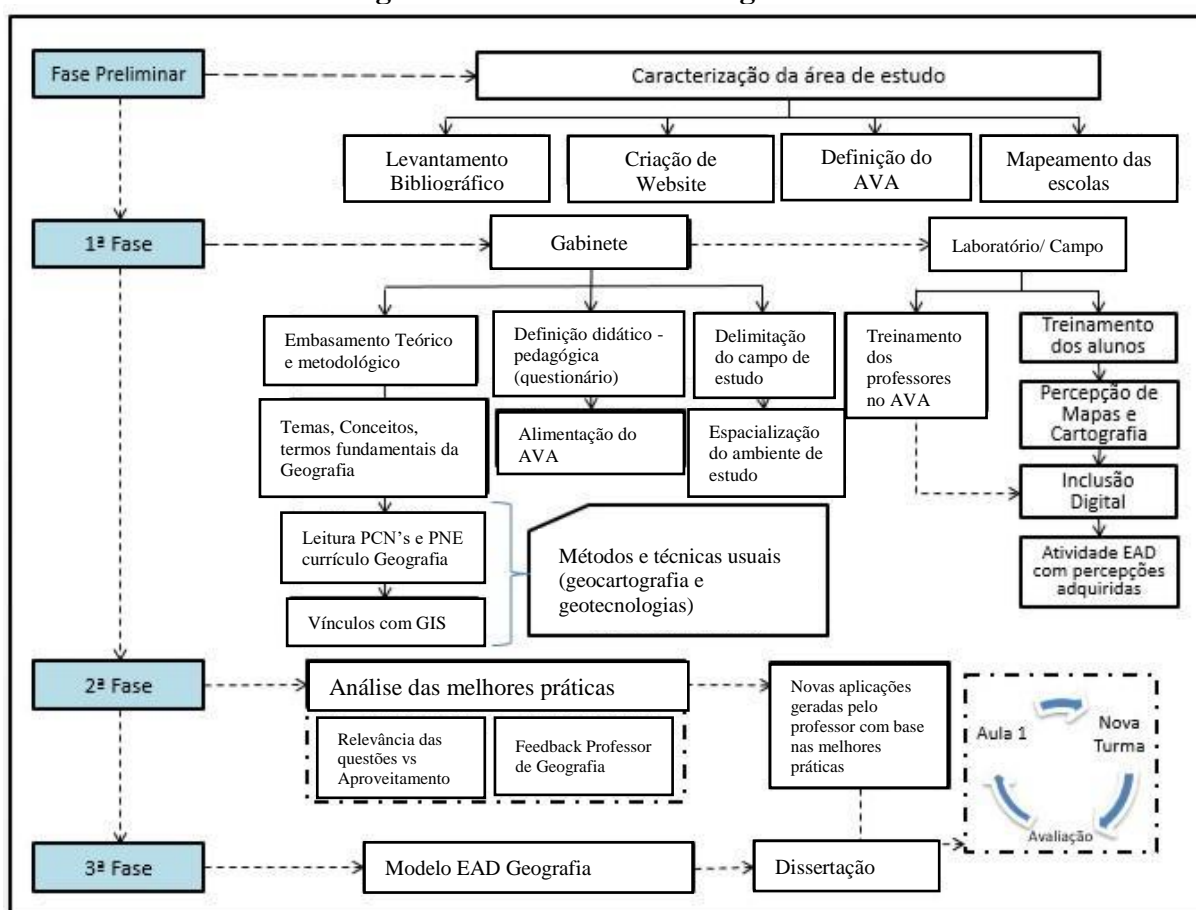 Fase Preliminar
Caracterização da área de estudo
Levantamento
Bibliográfico
Criação de
Website
Definição do
AVA
Mapeamento das
escolas
1ª Fase
Gabinete
Laboratório/ Campo
Embasamento Teórico
e metodológico
Definição didático -
pedagógica
(questionário)
Delimitação
do campo de
estudo
Treinamento
dos
professores
no AVA
Treinamento
dos alunos
Temas, Conceitos,
termos fundamentais da
Geografia
Alimentação do
AVA
Espacialização
do ambiente de
estudo
Percepção de
Mapas e
Cartografia
Inclusão
Digital
Leitura PCN's e PNE
currículo Geografia
Métodos e técnicas usuais
(geocartografia e
geotecnologias)
Atividade EAD
com percepções
adquiridas
Vínculos com GIS
2ª Fase
Análise das melhores práticas
Relevância das
questões vs
Aproveitamento
Feedback Professor
de Geografia
Novas aplicações
geradas pelo
professor com base
nas melhores
práticas
Aula 1
Nova
Turma
Avaliação
3ª Fase
Modelo EAD Geografia
Dissertação